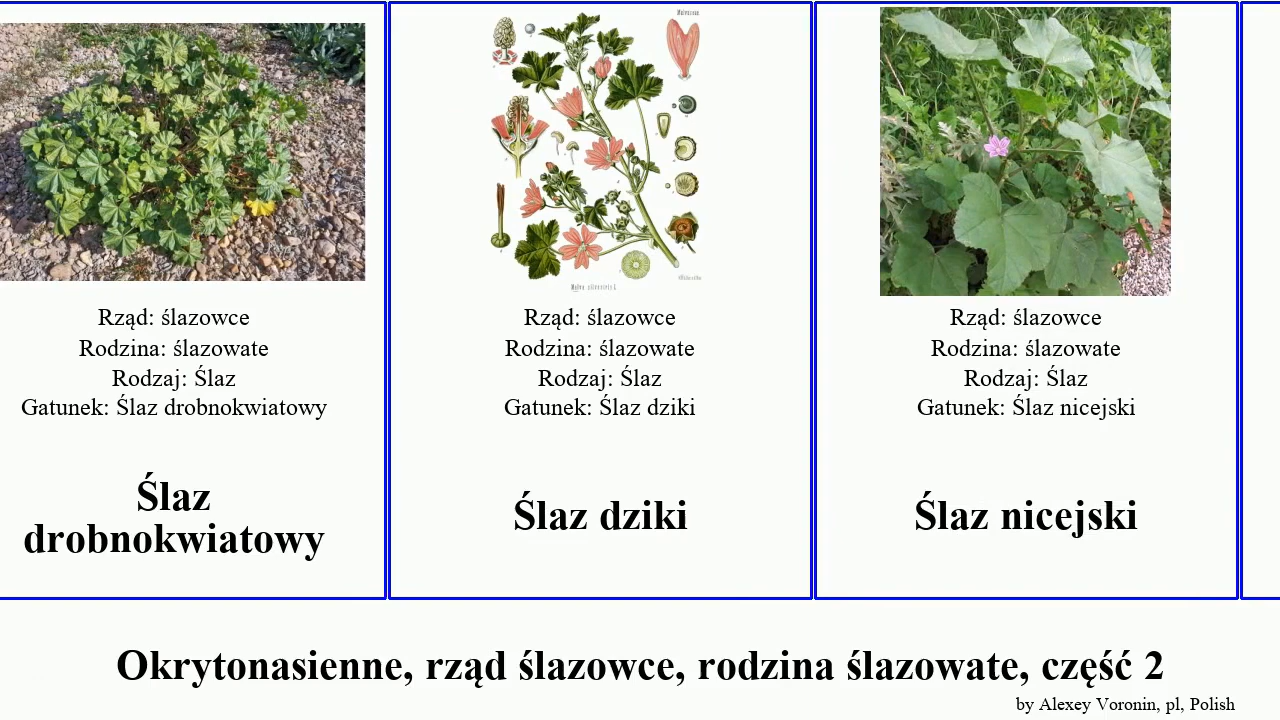 Rząd: ślazowce
Rodzina: ślazowate
Rodzaj: Ślaz
Gatunek: Ślaz drobnokwiatowy
Ślaz
drobnokwiatowy
Rząd: ślazowce
Rodzina: ślazowate
Rodzaj: Ślaz
Gatunek: Ślaz dziki
Ślaz dziki
Rząd: ślazowce
Rodzina: ślazowate
Rodzaj: Ślaz
Gatunek: Ślaz nicejski
Ślaz nicejski
Okrytonasienne, rząd ślazowce, rodzina ślazowate, część 2
by Alexey Voronin, pl, Polish